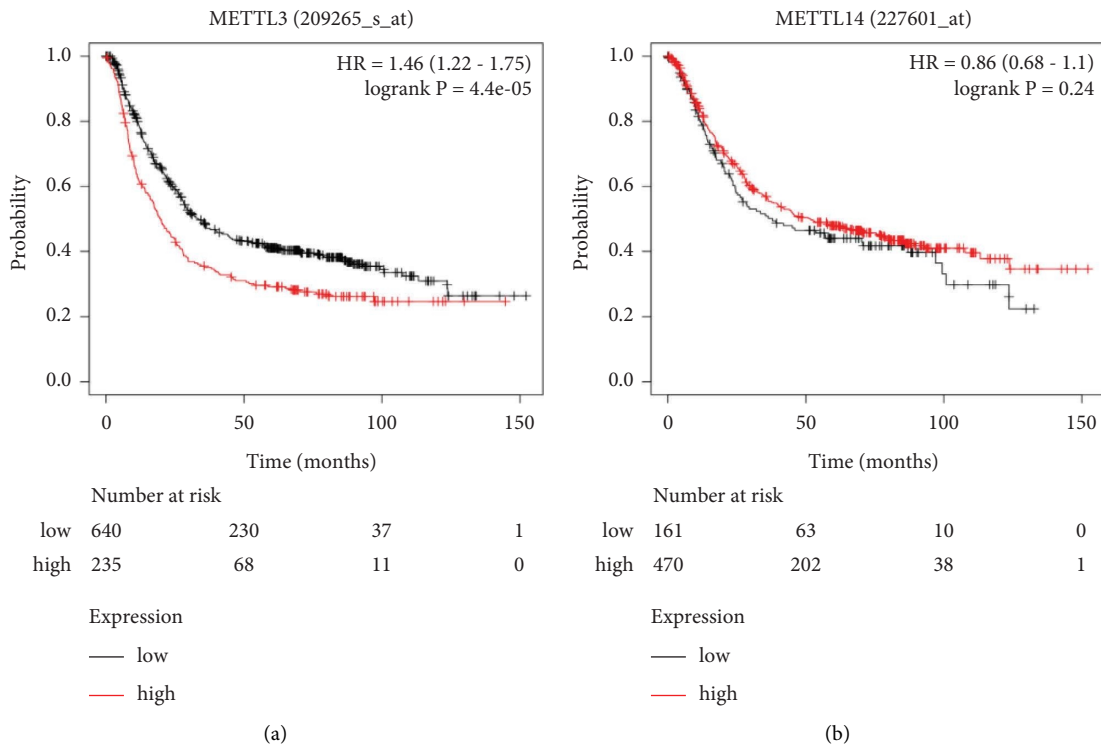 METTL3 (209265_s_at)
HR = 1.46 (1.22 - 1.75)
logrank P = 4.4e-05
Probability
1.0
0.8
0.6
0.4
0.2
0.0
0 50 100 150
Time (months)
Number at risk
low 640 230 37 1
high 235 68 11 0
Expression
low
high
(a)
METTL14 (227601_at)
HR = 0.86 (0.68 - 1.1)
logrank P = 0.24
Probability
1.0
0.8
0.6
0.4
0.2
0.0
0 50 100 150
Time (months)
Number at risk
low 161 63 10 0
high 470 202 38 1
Expression
low
high
(b)